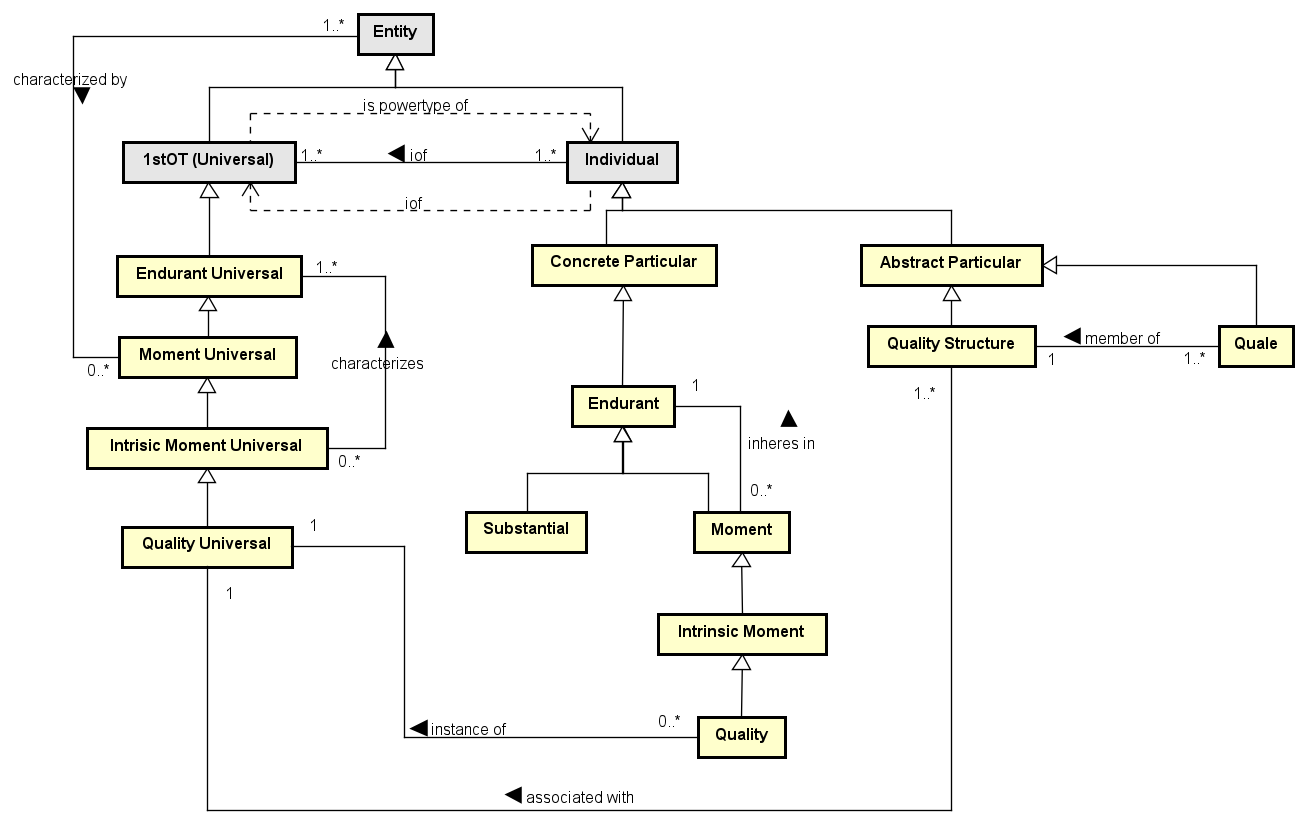 1..*
Entity
characterized by
is powertype of
1stOT (Universal)
1..*
iof
1..*
Individual
iof
Endurant Universal
1..*
Concrete Particular
Abstract Particular
Moment Universal
0..*
characterizes
Quality Structure
1
member of
1..*
Quale
Endurant
1
1..*
inheres in
Intrisic Moment Universal
0..*
0..*
Substantial
Moment
Quality Universal
1
1
Intrinsic Moment
instance of
0..*
Quality
associated with